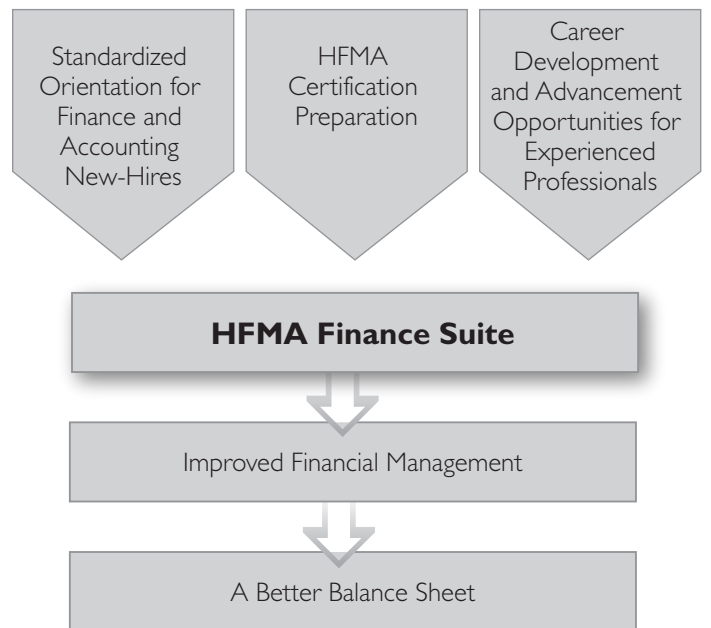 Standardized
Orientation for
Finance and
Accounting
New-Hires
HFMA
Certification
Preparation
Career
Development
and Advancement
Opportunities for
Experienced
Professionals
HFMA Finance Suite
Improved Financial Management
A Better Balance Sheet